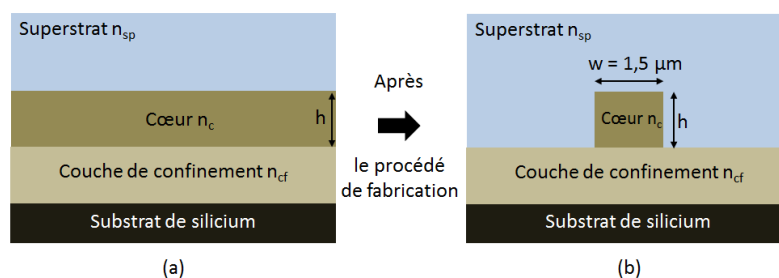 Superstrat nsp
Cœur nc
h
Couche de confinement ncf
Substrat de silicium
(a)
Après
le procédé
de fabrication
Superstrat nsp
w = 1,5 µm
Cœur nc
h
Couche de confinement ncf
Substrat de silicium
(b)